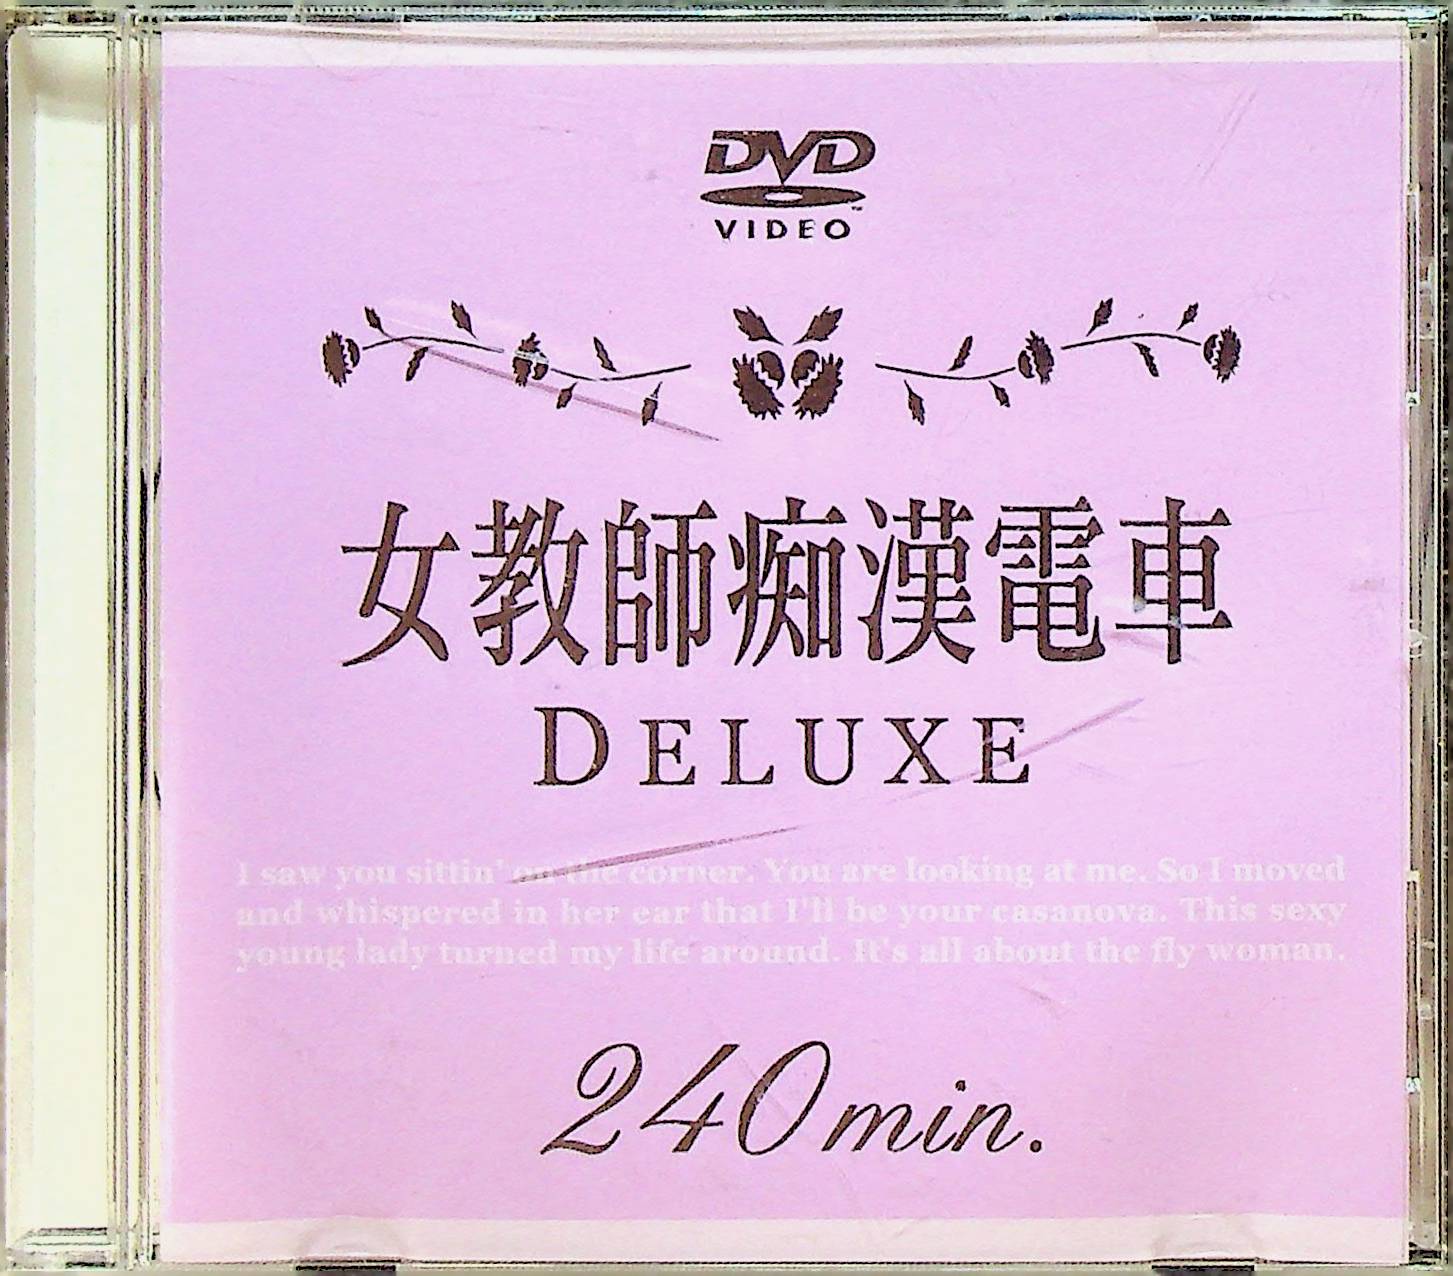 DVD
VIDEO
女教師痴漢電車
DELUXE
I saw you sittin' on the corner. You are looking at me. So I moved
and whispered in her ear that I'll be your casanova. This sexy
young lady turned my life around. It's all about the fly woman.
240min.